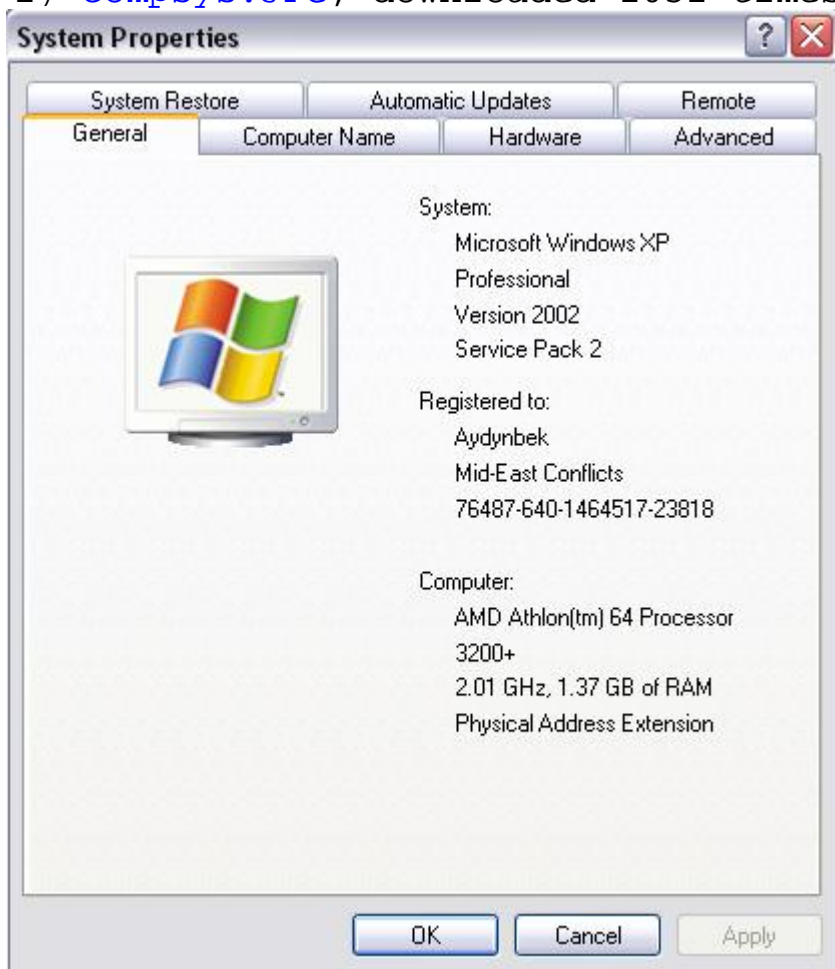 System Properties
System Restore Automatic Updates Remote
General Computer Name Hardware Advanced
System:
Microsoft Windows XP
Professional
Version 2002
Service Pack 2
Registered to:
Aydynbek
Mid-East Conflicts
76487-640-1464517-23818
Computer:
AMD Athlon(tm) 64 Processor
3200+
2.01 GHz, 1.37 GB of RAM
Physical Address Extension
OK Cancel Apply